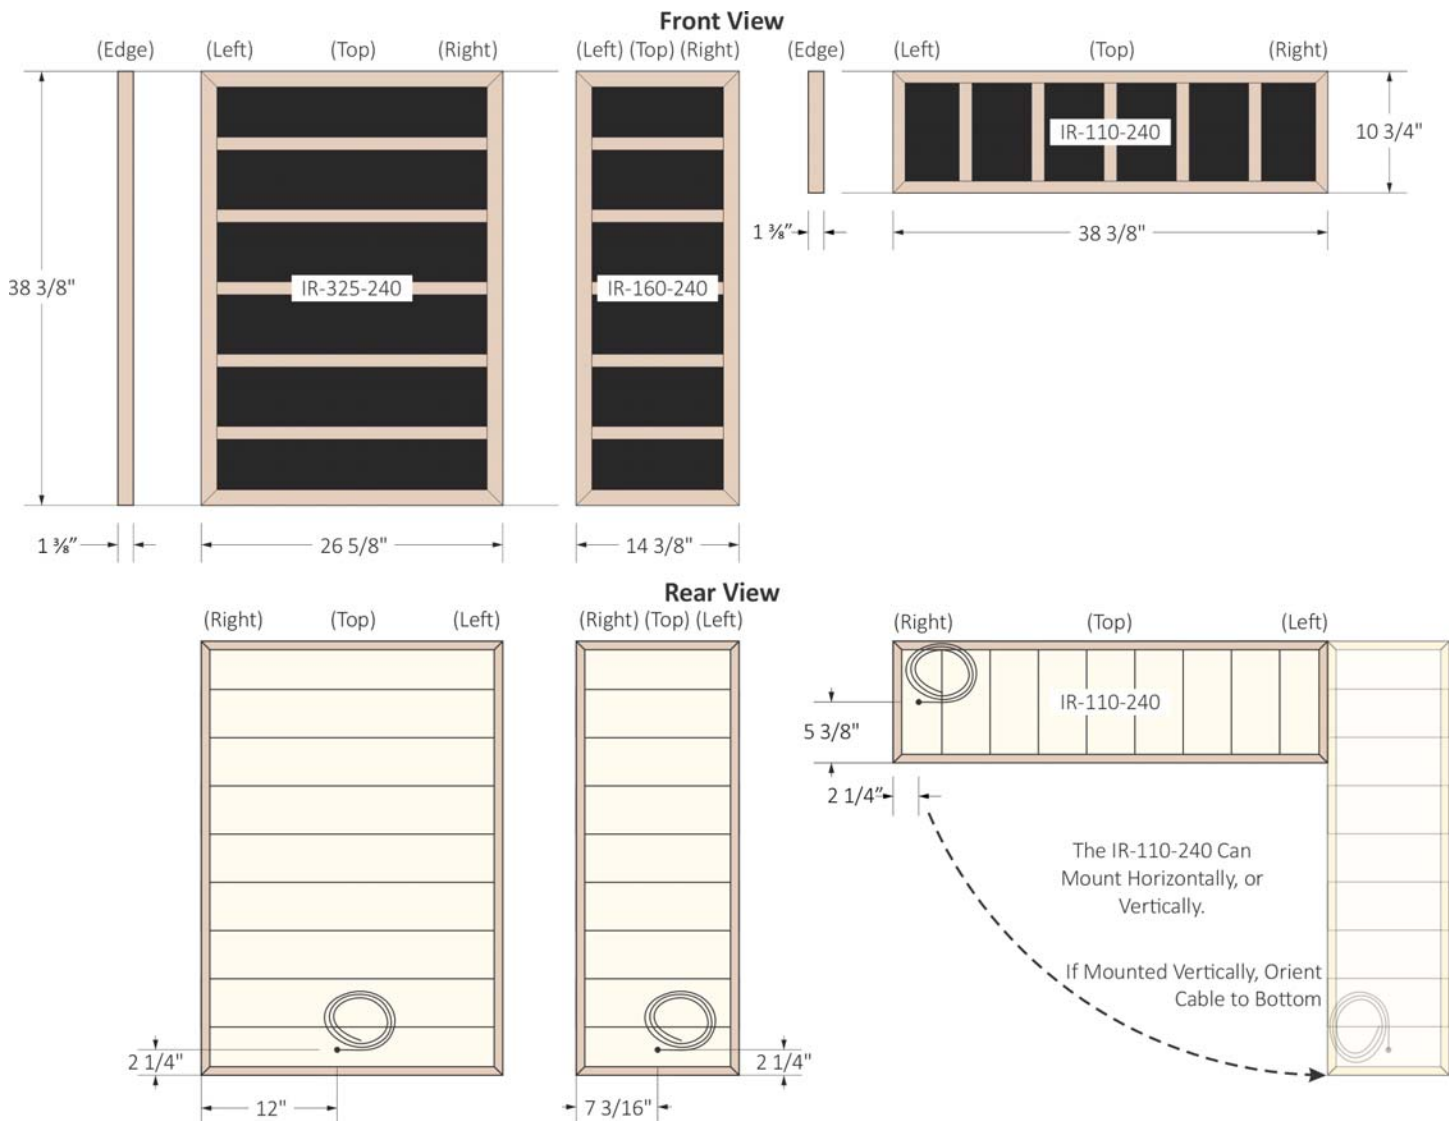 Front View
(Edge) (Left) (Top) (Right) (Left) (Top) (Right) (Edge) (Left) (Top) (Right)
IR-110-240
10 3/4"
1 ⅜”
38 3/8"
38 3/8"
IR-325-240
IR-160-240
1 ⅜”
26 5/8"
14 3/8"
Rear View
(Right) (Top) (Left) (Right) (Top) (Left) (Right) (Top) (Left)
IR-110-240
5 3/8"
2 1/4”
The IR-110-240 Can
Mount Horizontally, or
Vertically.
If Mounted Vertically, Orient
Cable to Bottom
2 1/4"
2 1/4"
12"
7 3/16"